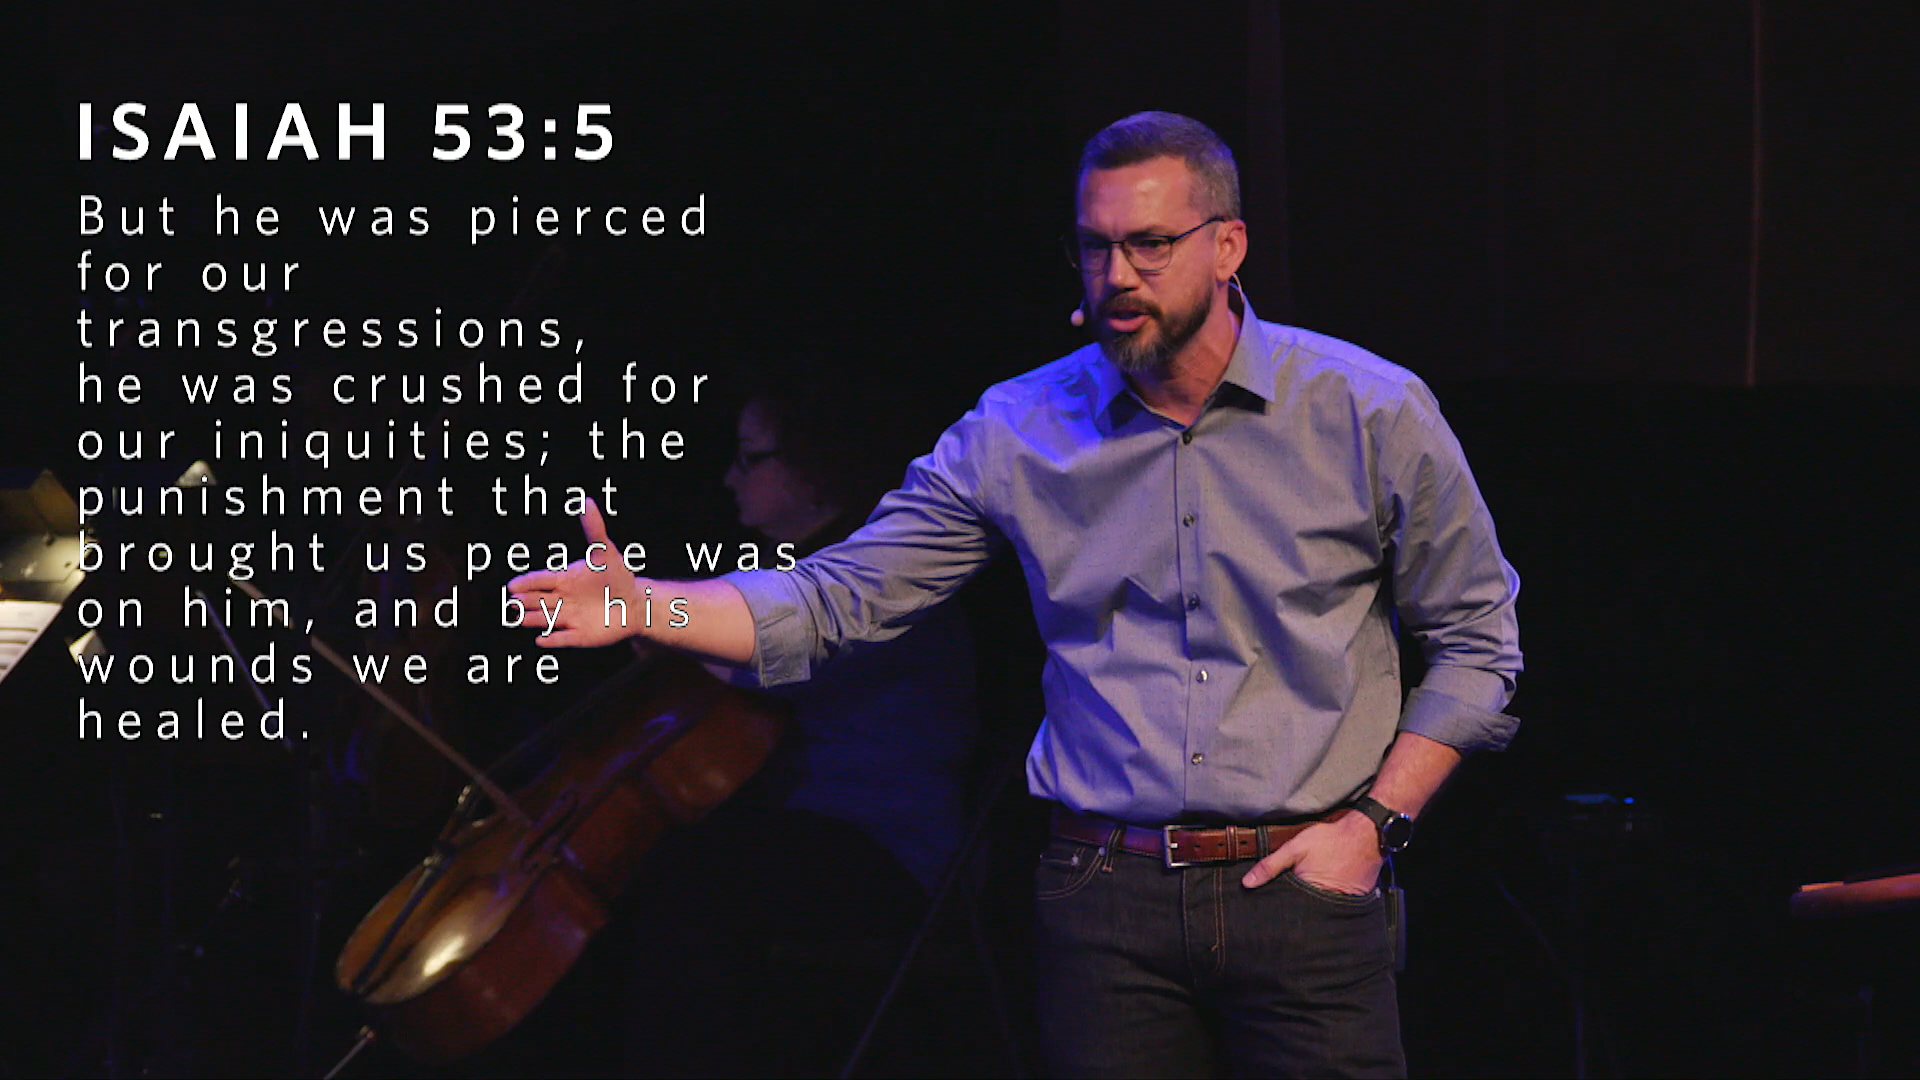 ISAIAH 53:5
But he was pierced
for our
transgressions,
he was crushed for
our iniquities; the
punishment that
brought us peace was
on him, and by his
wounds we are
healed.